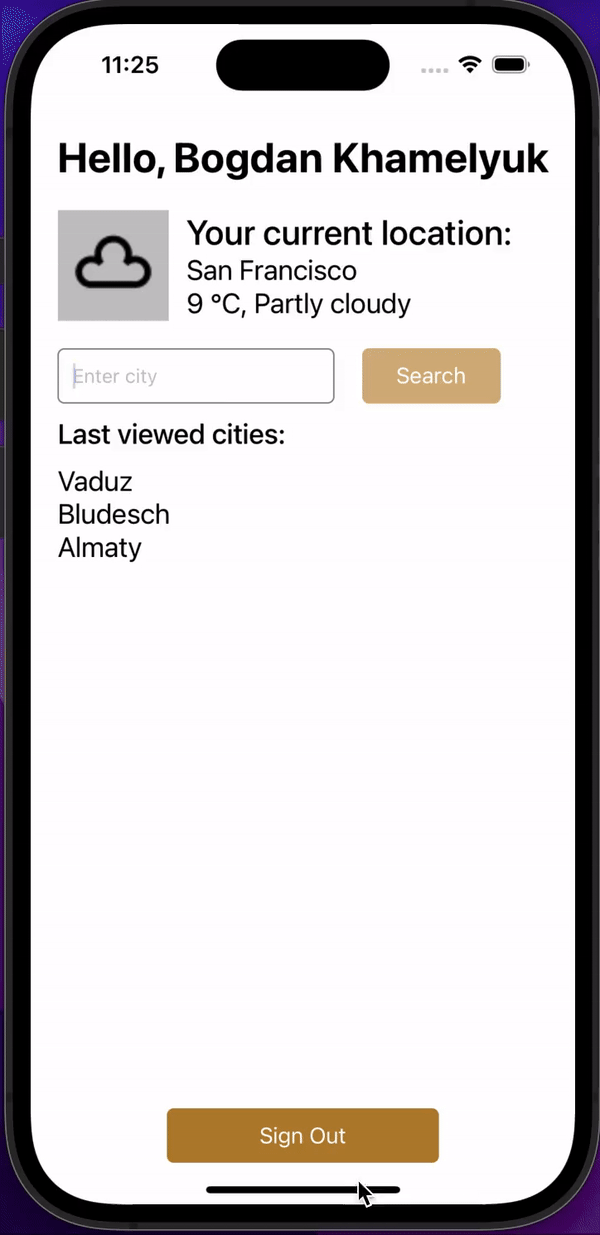 11:25
Hello, Bogdan Khamelyuk
Your current location:
San Francisco
9 °C, Partly cloudy
Enter city
Search
Last viewed cities:
Vaduz
Bludesch
Almaty
Sign Out